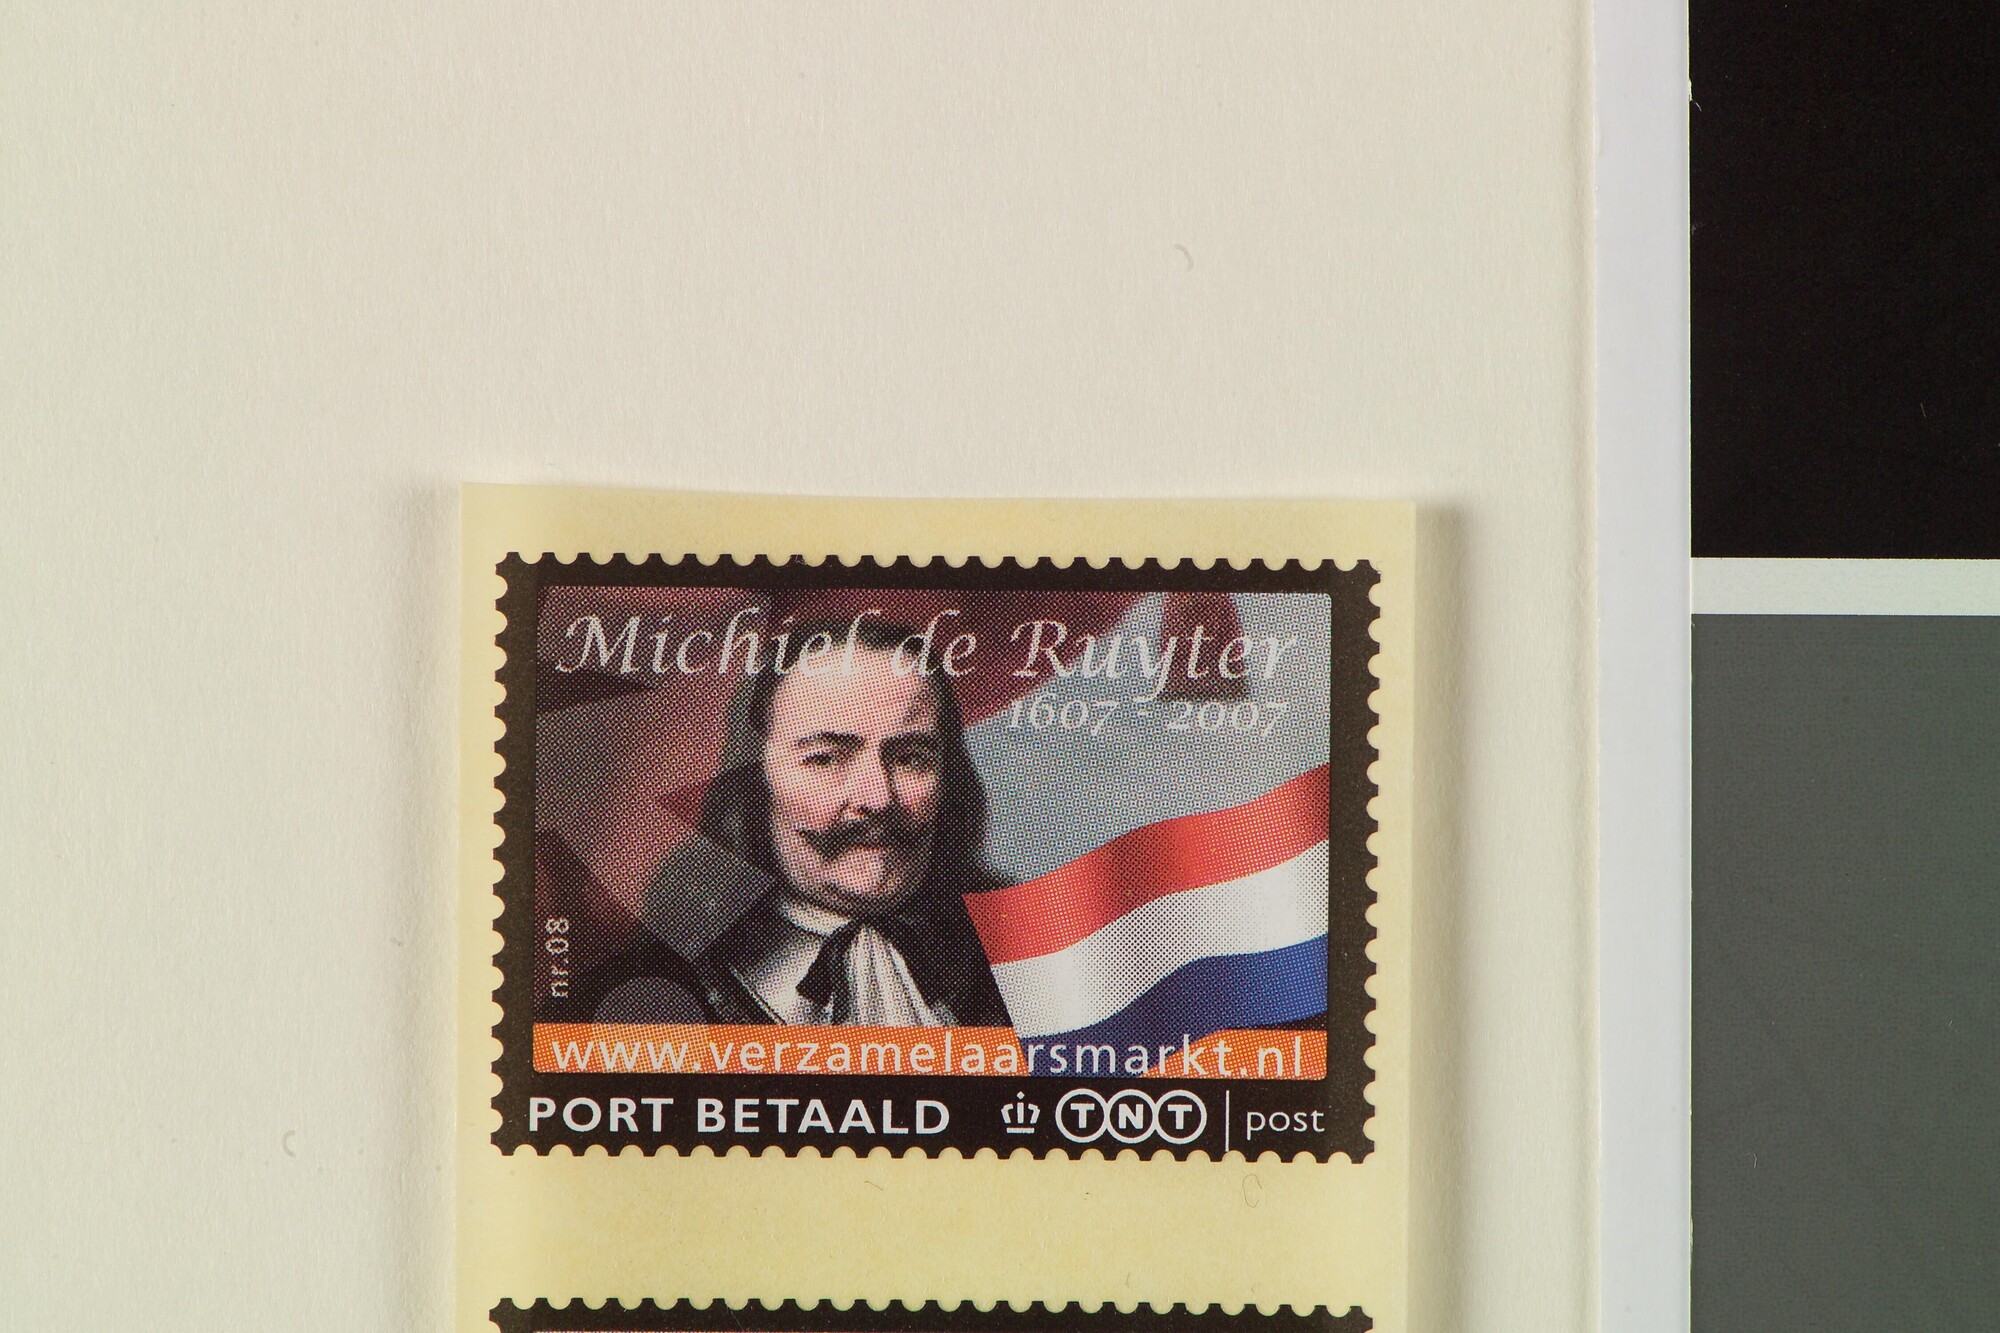 Michiel de Ruyter
1607 - 2007
nr.08
www.verzamelaarsmarkt.nl
PORT BETAALD TNT post